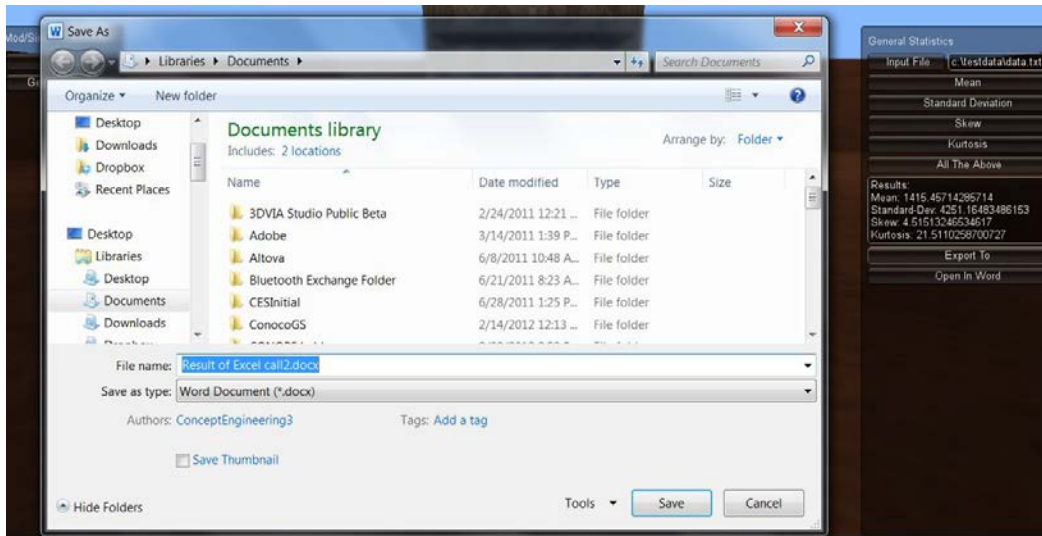 Mod/Si
Save As
Libraries ▸ Documents ▸
Search Documents
Organize
New folder
Desktop
Downloads
Dropbox
Recent Places
Desktop
Libraries
Desktop
Documents
Downloads
Documents library
Includes: 2 locations
Arrange by: Folder
Name Date modified Type Size
3DVIA Studio Public Beta 2/24/2011 12:21 ... File folder
Adobe 3/14/2011 1:39 P... File folder
Altova 6/8/2011 10:48 A... File folder
Bluetooth Exchange Folder 6/21/2011 8:23 A... File folder
CESInitial 6/28/2011 1:25 P... File folder
ConocoGS 2/14/2012 12:13 ... File folder
File name: Result of Excel call2.docx
Save as type: Word Document (*.docx)
Authors: ConceptEngineering3 Tags: Add a tag
Save Thumbnail
Hide Folders
Tools
Save
Cancel
General Statistics
Input File c:\testdata\data.txt
Mean
Standard Deviation
Skew
Kurtosis
All The Above
Results:
Mean: 1415.45714285714
Standard-Dev: 4251.16483486153
Skew: 4.51513246534617
Kurtosis: 21.5110258700727
Export To
Open In Word